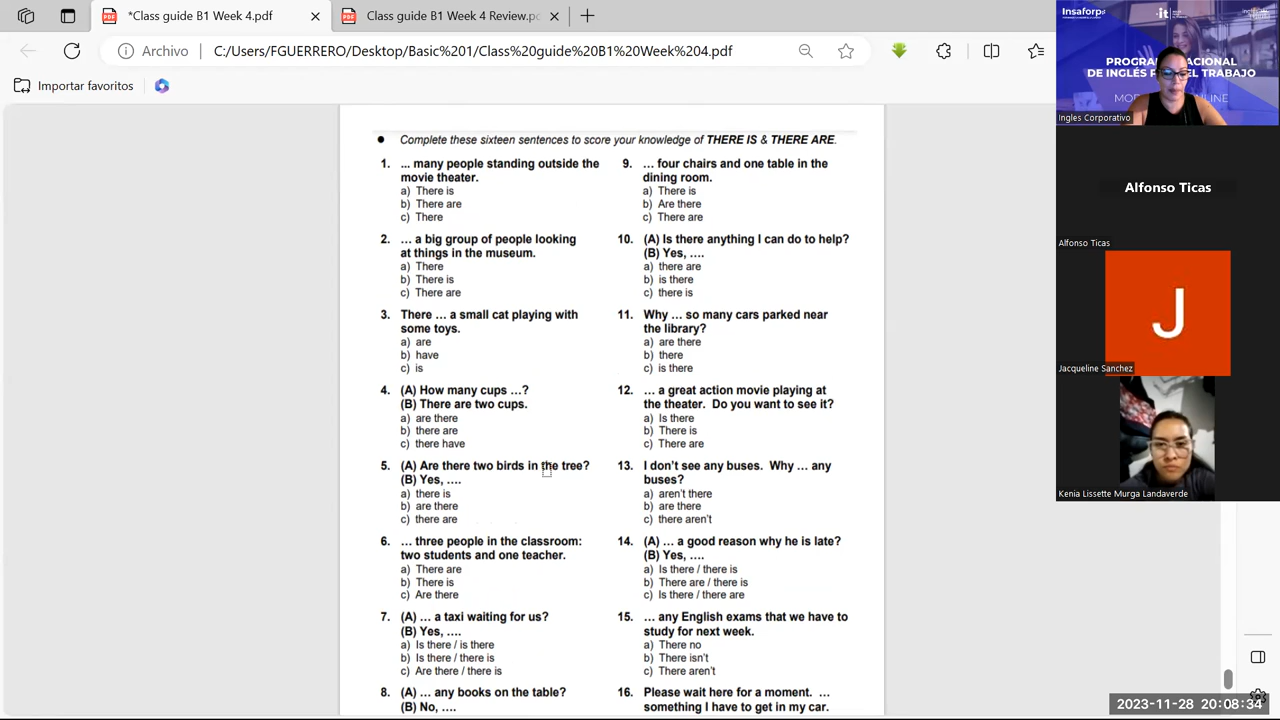 *Class guide B1 Week 4.pdf
Class guide B1 Week 4 Review.pd
Archivo
C:/Users/FGUERRERO/Desktop/Basic%201/Class%20guide%20B1%20Week%204.pdf
Importar favoritos
Complete these sixteen sentences to score your knowledge of THERE IS & THERE ARE.
1. ... many people standing outside the
movie theater.
a) There is
b) There are
c) There
2. … a big group of people looking
at things in the museum.
a) There
b) There is
c) There are
3. There … a small cat playing with
some toys.
a) are
b) have
c) is
4. (A) How many cups …?
(B) There are two cups.
a) are there
b) there are
c) there have
5. (A) Are there two birds in the tree?
(B) Yes, ….
a) there is
b) are there
c) there are
6. … three people in the classroom:
two students and one teacher.
a) There are
b) There is
c) Are there
7. (A) … a taxi waiting for us?
(B) Yes, ….
a) Is there / is there
b) Is there / there is
c) Are there / there is
8. (A) … any books on the table?
(B) No, ….
9. … four chairs and one table in the
dining room.
a) There is
b) Are there
c) There are
10. (A) Is there anything I can do to help?
(B) Yes, ….
a) there are
b) is there
c) there is
11. Why … so many cars parked near
the library?
a) are there
b) there
c) is there
12. … a great action movie playing at
the theater. Do you want to see it?
a) Is there
b) There is
c) There are
13. I don't see any buses. Why … any
buses?
a) aren't there
b) are there
c) there aren't
14. (A) … a good reason why he is late?
(B) Yes, ….
a) Is there / there is
b) There are / there is
c) Is there / there are
15. … any English exams that we have to
study for next week.
a) There no
b) There isn't
c) There aren't
16. Please wait here for a moment. …
something I have to get in my car.
Insaforp
Ingles Corporativo
Alfonso Ticas
Alfonso Ticas
J
Jacqueline Sanchez
Kenia Lissette Murga Landaverde
2023-11-28 20:08:34